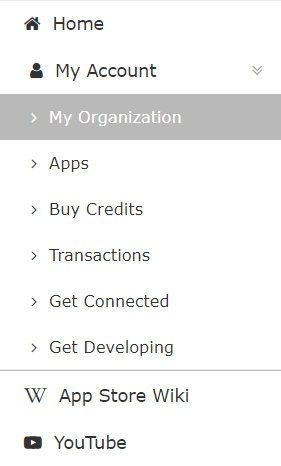 Home
My Account
My Organization
Apps
Buy Credits
Transactions
Get Connected
Get Developing
W App Store Wiki
YouTube